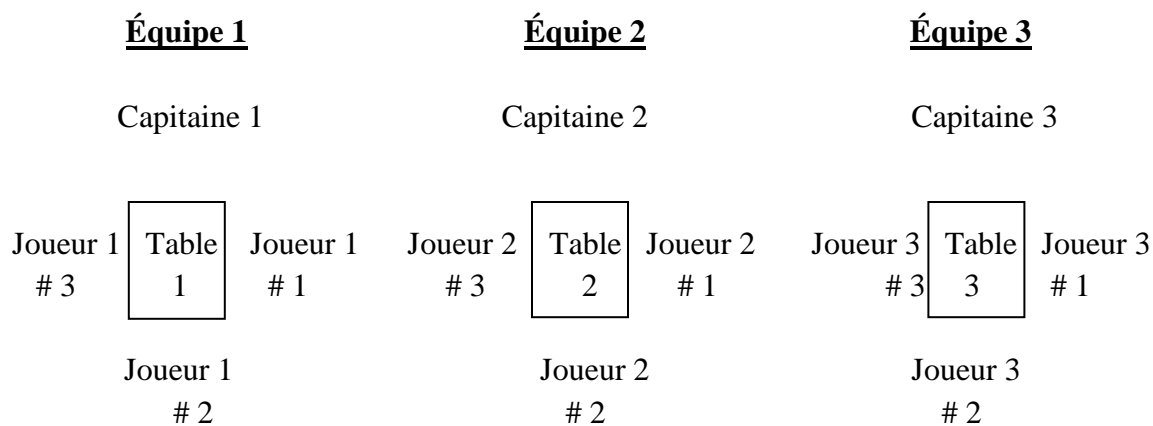 Équipe 1 Équipe 2 Équipe 3
Capitaine 1 Capitaine 2 Capitaine 3
Joueur 1 Table Joueur 1 Joueur 2 Table Joueur 2 Joueur 3 Table Joueur 3
# 3 1 # 1 # 3 2 # 1 # 3 3 # 1
Joueur 1 Joueur 2 Joueur 3
# 2 # 2 # 2